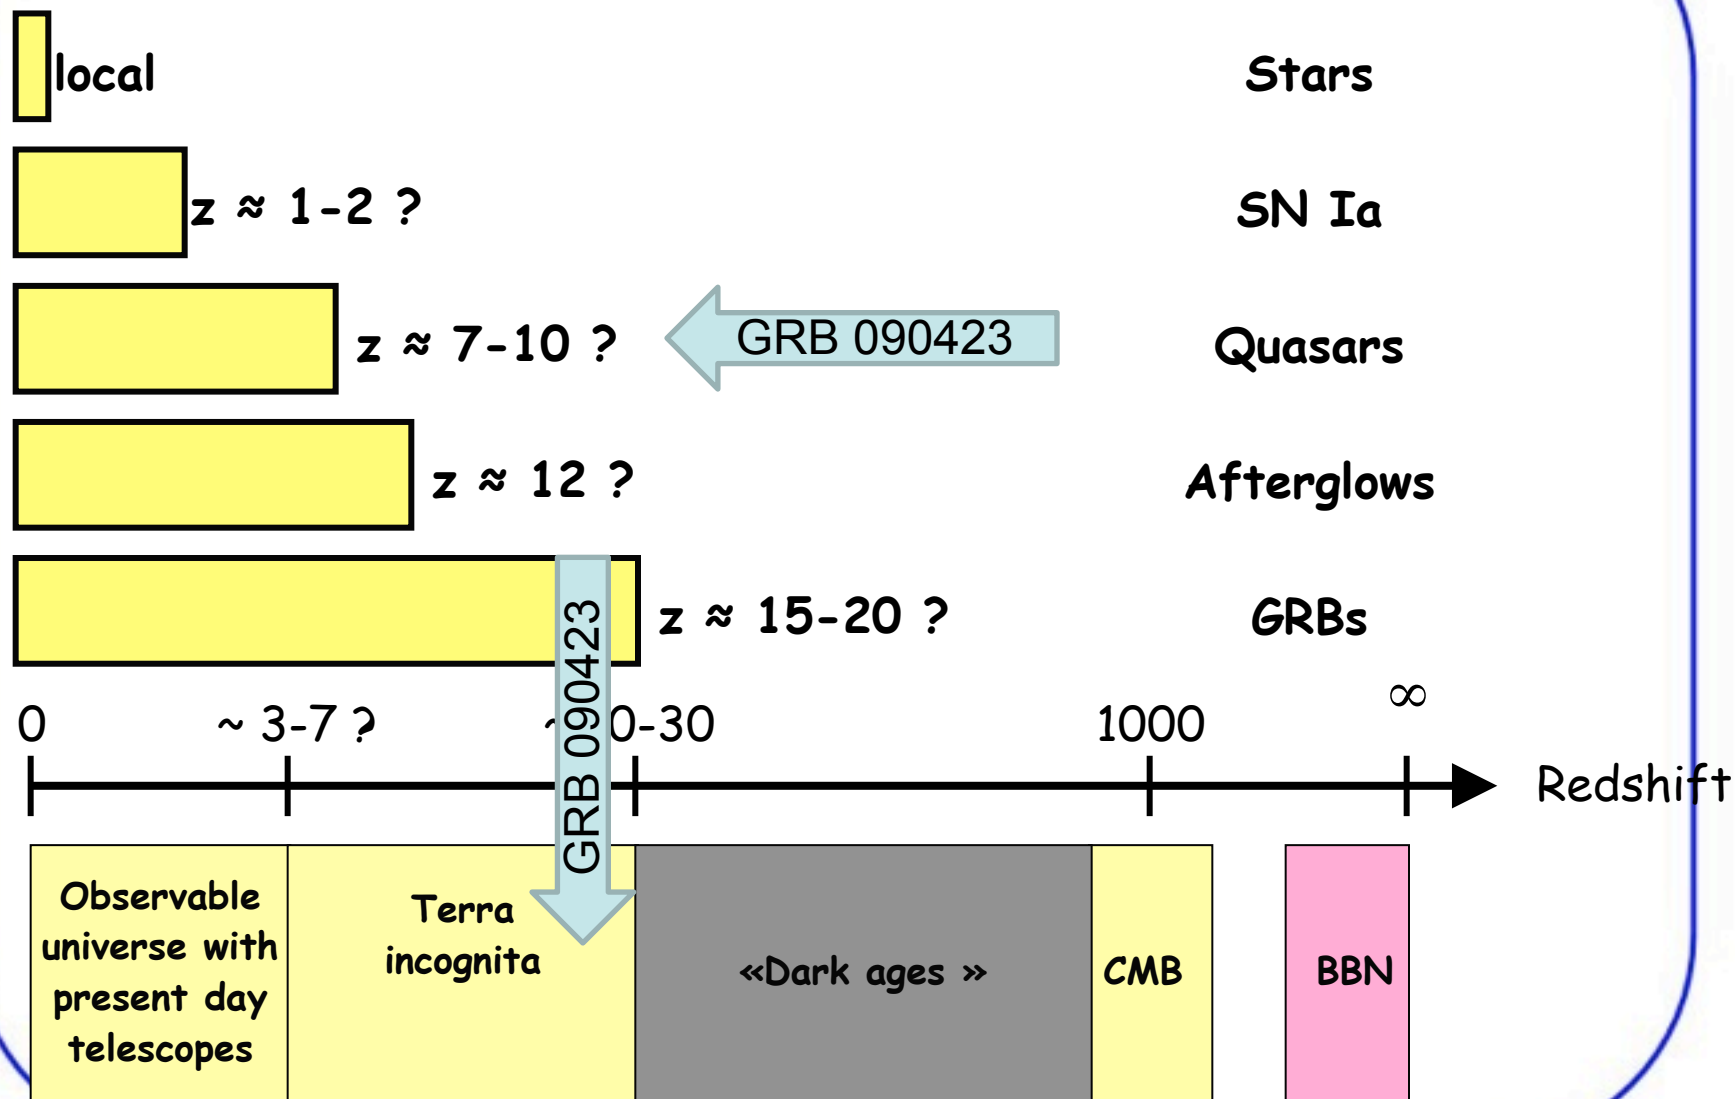 local Stars
z ≈ 1-2 ? SN Ia
z ≈ 7-10 ? GRB 090423 Quasars
z ≈ 12 ? Afterglows
z ≈ 15-20 ? GRBs
GRB 090423
0 ~ 3-7 ? ~ 0-30 1000 ∞
Redshift
Observable
universe with
present day
telescopes
Terra
incognita
«Dark ages »
CMB
BBN